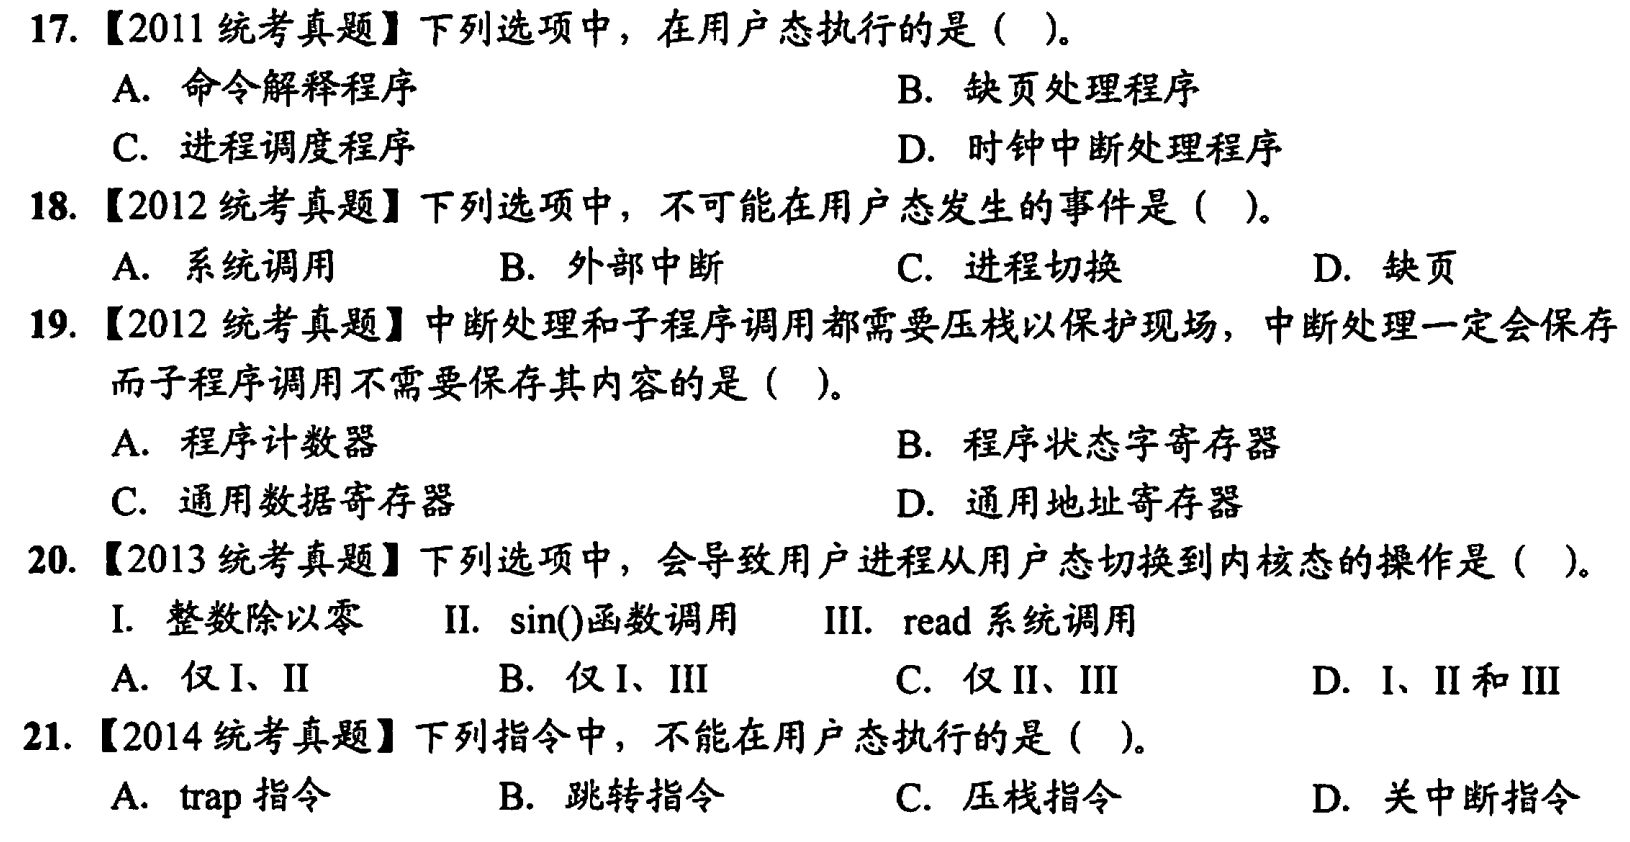 17. 【2011 统考真题】下列选项中，在用户态执行的是（ ）。
A. 命令解释程序 B. 缺页处理程序
C. 进程调度程序 D. 时钟中断处理程序
18. 【2012 统考真题】下列选项中，不可能在用户态发生的事件是（ ）。
A. 系统调用 B. 外部中断 C. 进程切换 D. 缺页
19. 【2012 统考真题】中断处理和子程序调用都需要压栈以保护现场，中断处理一定会保存
而子程序调用不需要保存其内容的是（ ）。
A. 程序计数器 B. 程序状态字寄存器
C. 通用数据寄存器 D. 通用地址寄存器
20. 【2013 统考真题】下列选项中，会导致用户进程从用户态切换到内核态的操作是（ ）。
I. 整数除以零 II. sin()函数调用 III. read 系统调用
A. 仅 I、II B. 仅 I、III C. 仅 II、III D. I、II 和 III
21. 【2014 统考真题】下列指令中，不能在用户态执行的是（ ）。
A. trap 指令 B. 跳转指令 C. 压栈指令 D. 关中断指令